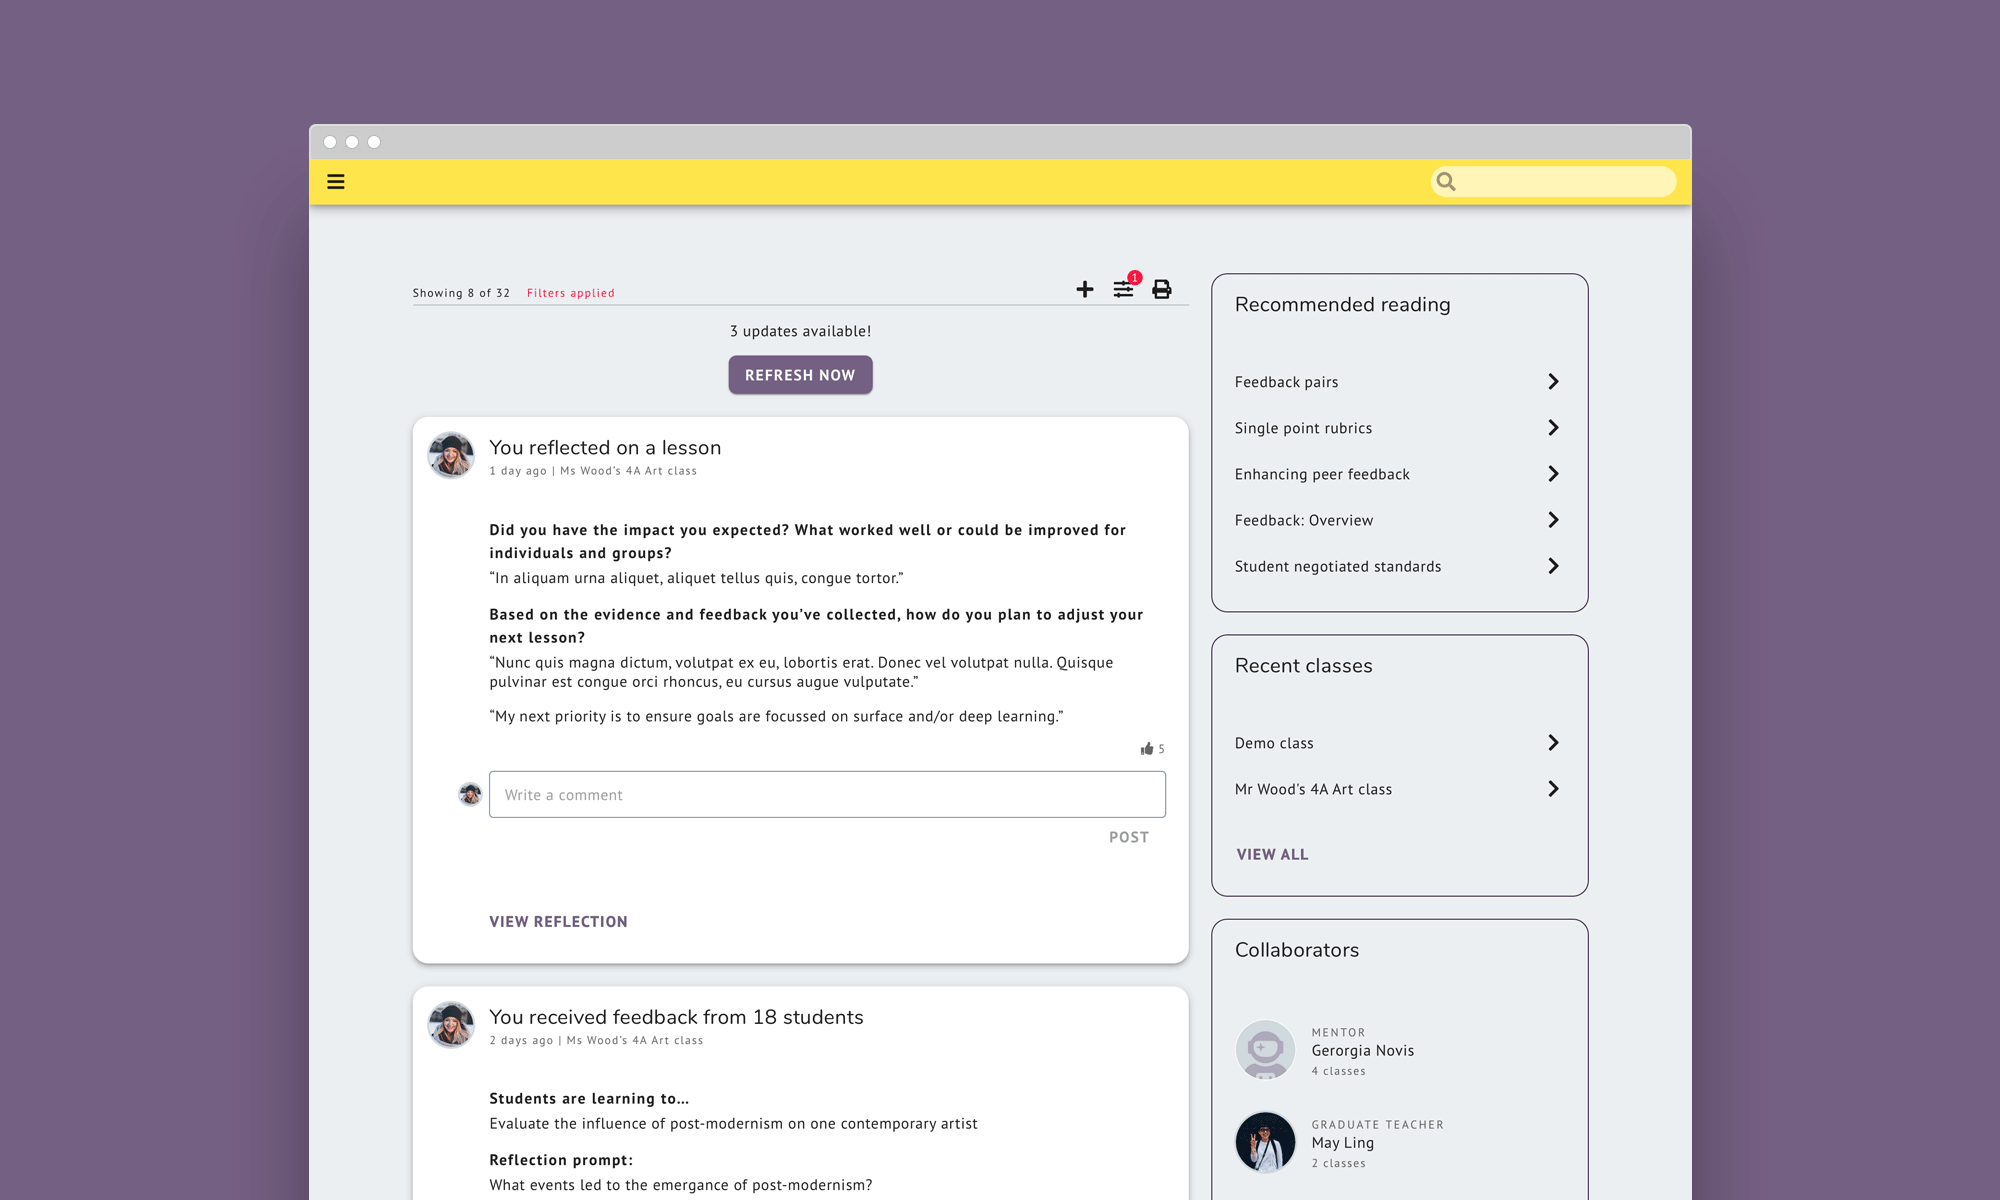 Showing 8 of 32 Filters applied
1
3 updates available!
REFRESH NOW
You reflected on a lesson
1 day ago | Ms Wood's 4A Art class
Did you have the impact you expected? What worked well or could be improved for
individuals and groups?
“In aliquam urna aliquet, aliquet tellus quis, congue tortor.”
Based on the evidence and feedback you’ve collected, how do you plan to adjust your
next lesson?
“Nunc quis magna dictum, volutpat ex eu, lobortis erat. Donec vel volutpat nulla. Quisque
pulvinar est congue orci rhoncus, eu cursus augue vulputate.”
“My next priority is to ensure goals are focussed on surface and/or deep learning.”
5
Write a comment
POST
VIEW REFLECTION
You received feedback from 18 students
2 days ago | Ms Wood's 4A Art class
Students are learning to...
Evaluate the influence of post-modernism on one contemporary artist
Reflection prompt:
What events led to the emergance of post-modernism?
Recommended reading
Feedback pairs
Single point rubrics
Enhancing peer feedback
Feedback: Overview
Student negotiated standards
Recent classes
Demo class
Mr Wood's 4A Art class
VIEW ALL
Collaborators
MENTOR
Gerorgia Novis
4 classes
GRADUATE TEACHER
May Ling
2 classes